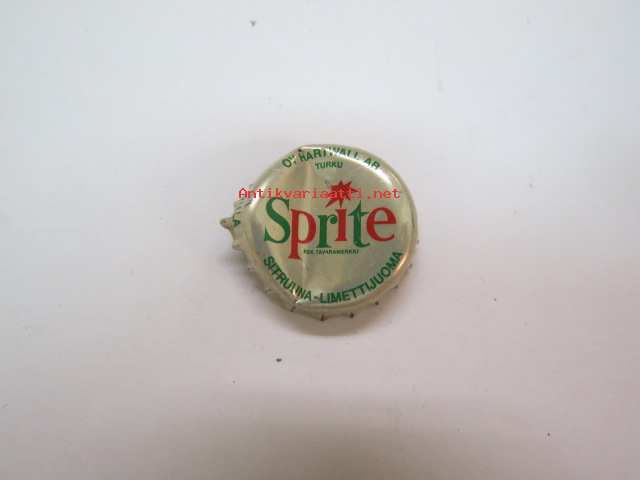 OY HARTWALL AB
TURKU
Antikvariaatti.net
Sprite
REK. TAVARAMERKKI
SITRUUNA-LIMETTIJUOMA